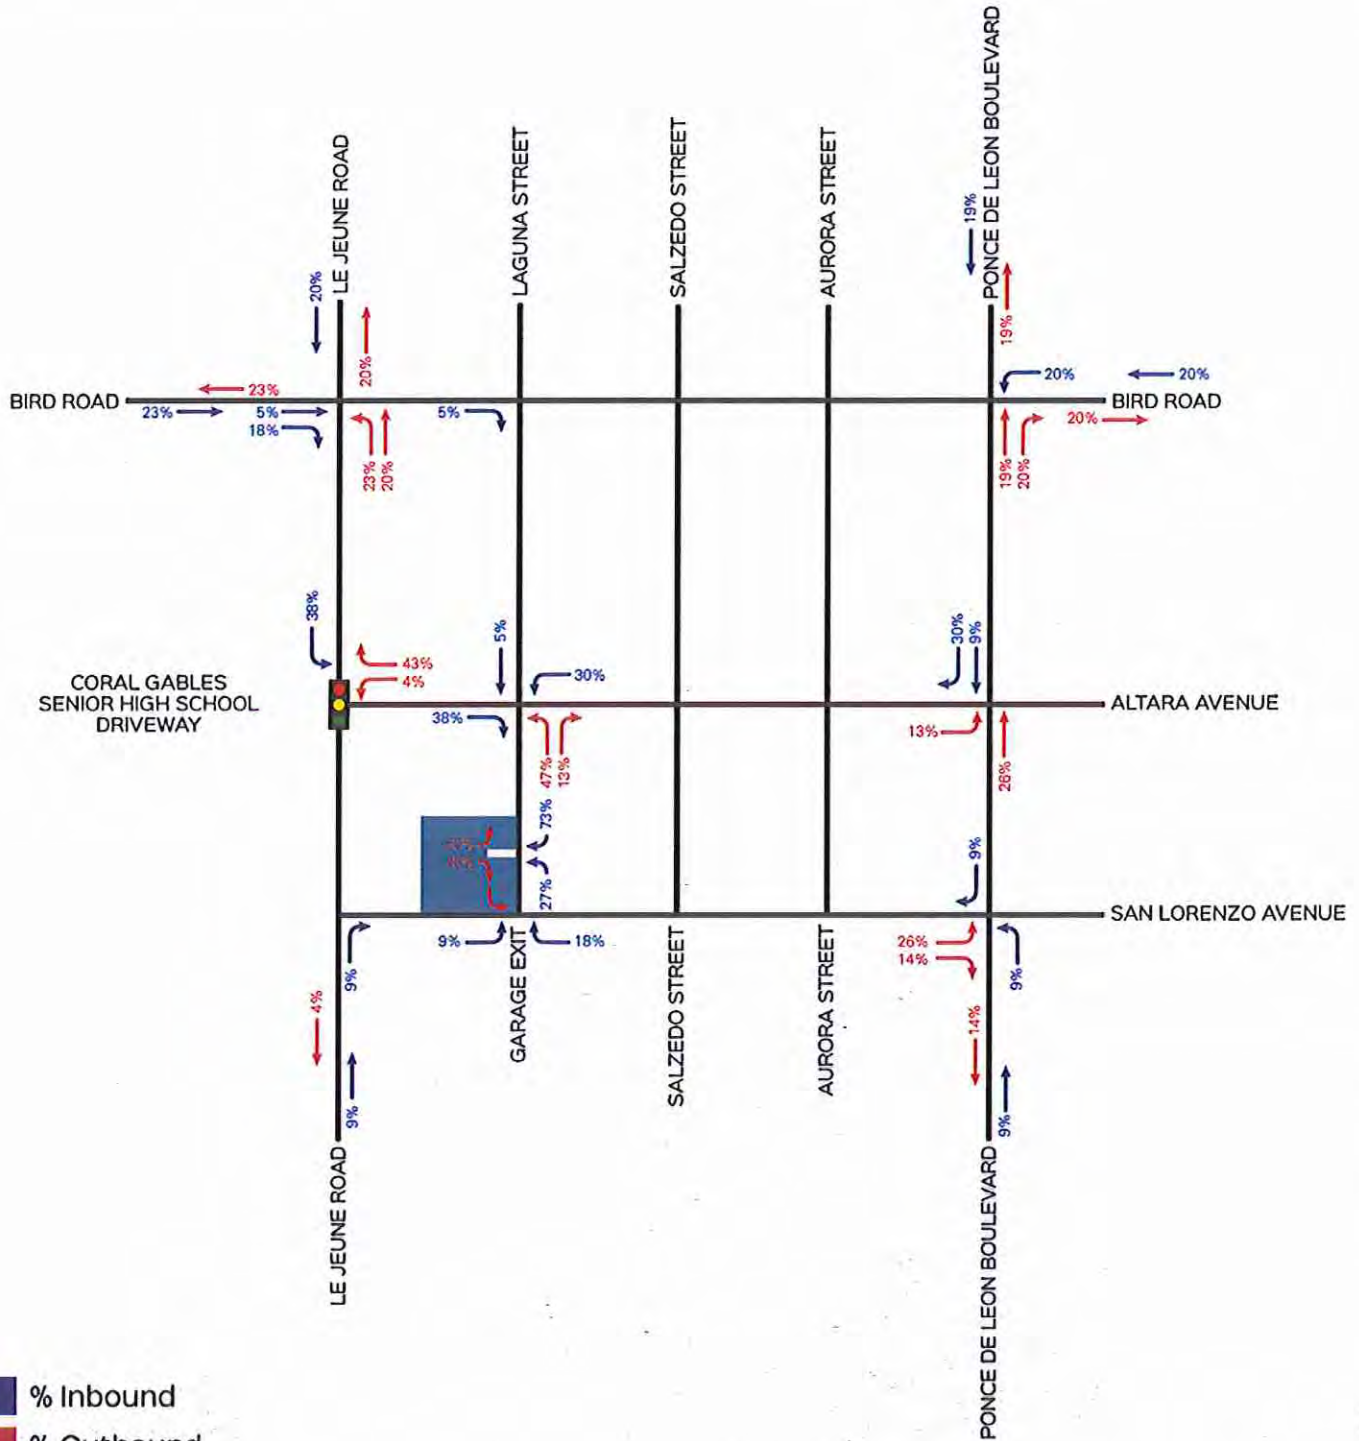 PONCE DE LEON BOULEVARD
LE JEUNE ROAD
LAGUNA STREET
SALZEDO STREET
AURORA STREET
19%
20%
20%
19%
23%
20%
20%
BIRD ROAD
23%
5%
5%
BIRD ROAD
18%
20%
23%
20%
19%
20%
38%
5%
30%
9%
43%
30%
CORAL GABLES
SENIOR HIGH SCHOOL
DRIVEWAY
4%
ALTARA AVENUE
38%
13%
47%
13%
26%
73%
27%
9%
SAN LORENZO AVENUE
9%
18%
26%
14%
9%
9%
GARAGE EXIT
SALZEDO STREET
AURORA STREET
4%
14%
9%
9%
LE JEUNE ROAD
PONCE DE LEON BOULEVARD
% Inbound
% Outbound